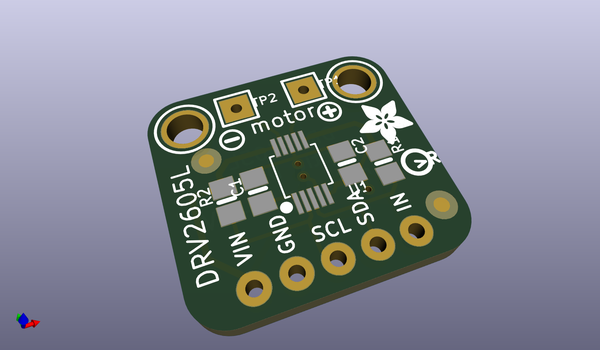 TP2
TP1
motor
R2
C1
C2
R1
DRV2605L
VIN
GND
SCL
SDA
IN